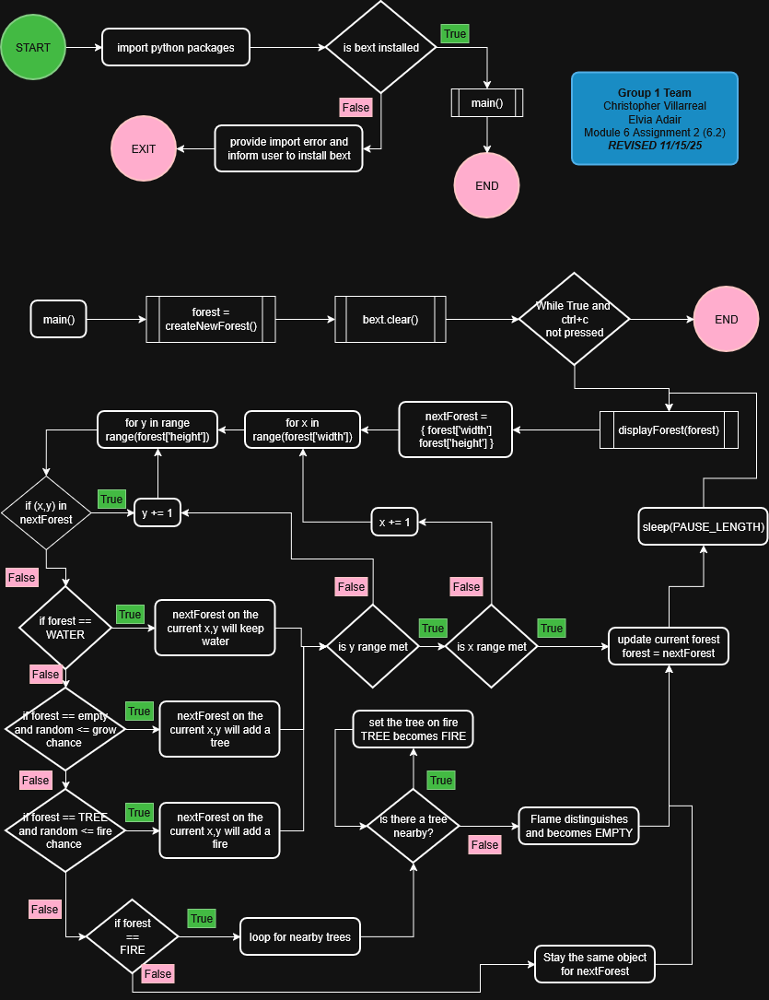 START
import python packages
is bext installed
True
main()
END
False
provide import error and
inform user to install bext
EXIT
Group 1 Team
Christopher Villarreal
Elvia Adair
Module 6 Assignment 2 (6.2)
REVISED 11/15/25
main()
forest =
createNewForest()
bext.clear()
While True and
ctrl+c
not pressed
END
displayForest(forest)
nextForest =
{ forest['width']
forest['height'] }
for x in
range(forest['width'])
for y in range
range(forest['height'])
if (x,y) in
nextForest
True
y += 1
x += 1
sleep(PAUSE_LENGTH)
False
if forest ==
WATER
True
nextForest on the
current x,y will keep
water
False
is y range met
True
False
is x range met
True
update current forest
forest = nextForest
False
if forest == empty
and random <= grow
chance
True
nextForest on the
current x,y will add a
tree
set the tree on fire
TREE becomes FIRE
False
if forest == TREE
and random <= fire
chance
True
nextForest on the
current x,y will add a
fire
True
is there a tree
nearby?
False
Flame distinguishes
and becomes EMPTY
False
if forest
==
FIRE
True
loop for nearby trees
False
Stay the same object
for nextForest